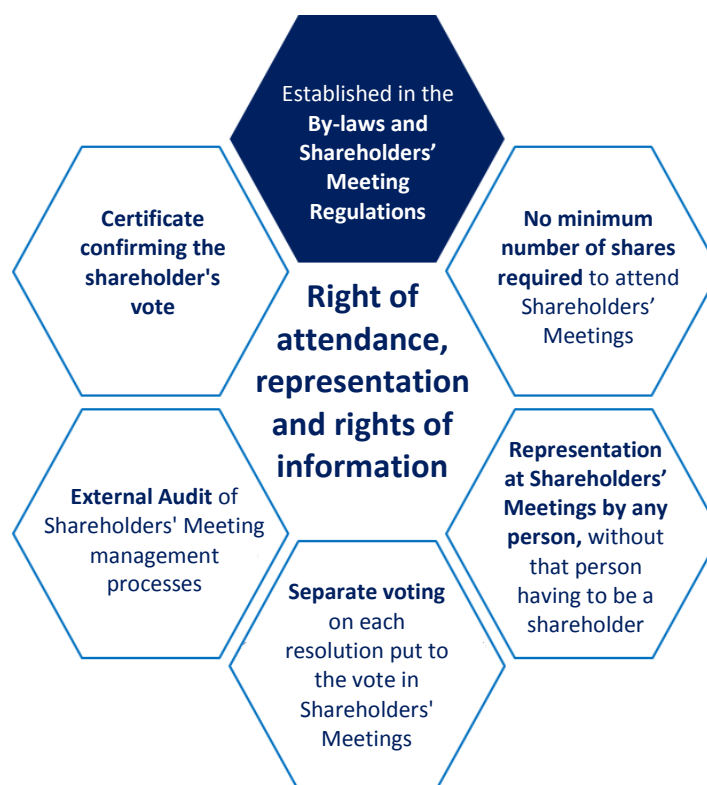 Established in the
By-laws and
Shareholders’
Meeting
Regulations
No minimum
number of shares
required to attend
Shareholders’
Meetings
Representation
at Shareholders’
Meetings by any
person, without
that person
having to be a
shareholder
Separate voting
on each
resolution put to
the vote in
Shareholders'
Meetings
External Audit of
Shareholders' Meeting
management
processes
Certificate
confirming the
shareholder's
vote
Right of
attendance,
representation
and rights of
information